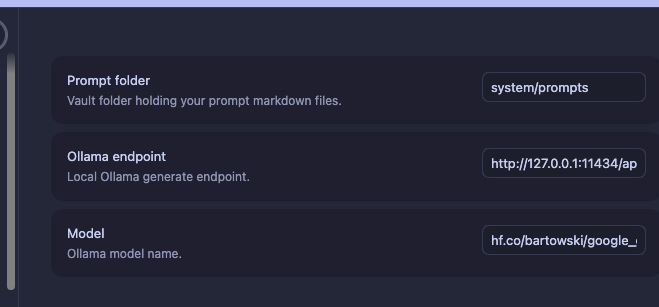 Prompt folder
Vault folder holding your prompt markdown files.
system/prompts
Ollama endpoint
Local Ollama generate endpoint.
http://127.0.0.1:11434/ap
Model
Ollama model name.
hf.co/bartowski/google_